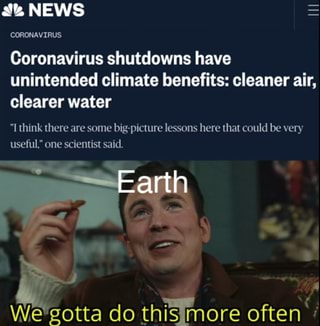 NEWS
CORONAVIRUS
Coronavirus shutdowns have
unintended climate benefits: cleaner air,
clearer water
"I think there are some big-picture lessons here that could be very
useful," one scientist said.
Earth
We gotta do this more often